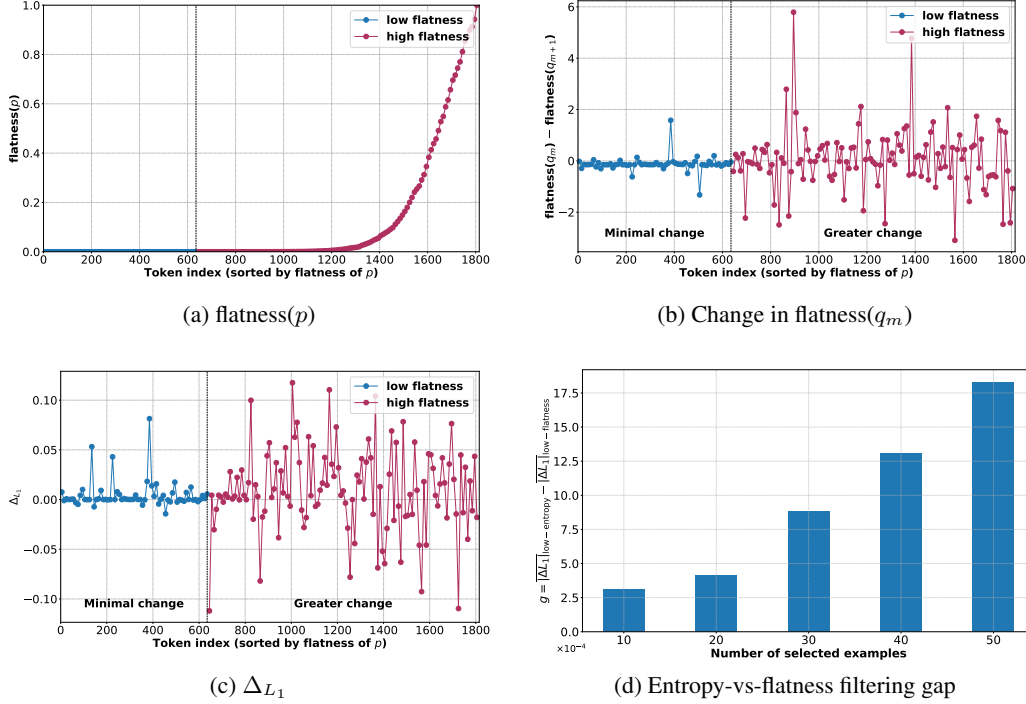 1.0
0.8
0.6
0.4
0.2
0.0
flatness(p)
low flatness
high flatness
0 200 400 600 800 1000 1200 1400 1600 1800
Token index (sorted by flatness of p)
(a) flatness(p)
6
4
2
0
−2
flatness(q_m) − flatness(q_{m+1})
low flatness
high flatness
Minimal change
Greater change
0 200 400 600 800 1000 1200 1400 1600 1800
Token index (sorted by flatness of p)
(b) Change in flatness(q_m)
0.10
0.05
0.00
−0.05
−0.10
Δ_{L_1}
low flatness
high flatness
Minimal change
Greater change
0 200 400 600 800 1000 1200 1400 1600 1800
Token index (sorted by flatness of p)
(c) Δ_{L_1}
17.5
15.0
12.5
10.0
7.5
5.0
2.5
0.0
×10⁻⁴
g = |ΔL_1|_{low−entropy} − |ΔL_1|_{low−flatness}
10 20 30 40 50
Number of selected examples
(d) Entropy-vs-flatness filtering gap